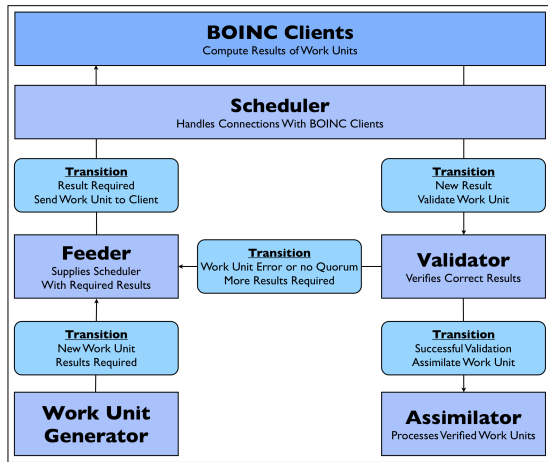 BOINC Clients
Compute Results of Work Units
Scheduler
Handles Connections With BOINC Clients
Transition
Result Required
Send Work Unit to Client
Transition
New Result
Validate Work Unit
Feeder
Supplies Scheduler
With Required Results
Transition
Work Unit Error or no Quorum
More Results Required
Validator
Verifies Correct Results
Transition
New Work Unit
Results Required
Transition
Successful Validation
Assimilate Work Unit
Work Unit
Generator
Assimilator
Processes Verified Work Units